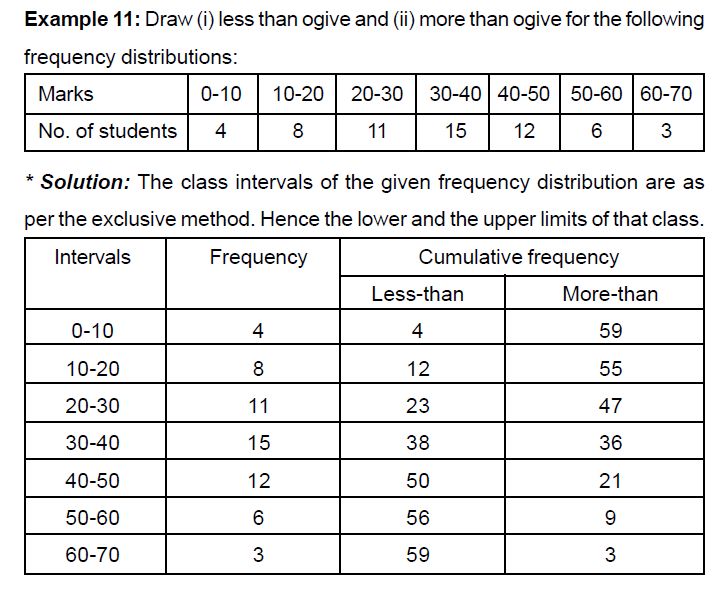 Example 11: Draw (i) less than ogive and (ii) more than ogive for the following
frequency distributions:
Marks 0-10 10-20 20-30 30-40 40-50 50-60 60-70
No. of students 4 8 11 15 12 6 3
* Solution: The class intervals of the given frequency distribution are as
per the exclusive method. Hence the lower and the upper limits of that class.
Intervals Frequency Cumulative frequency
Less-than More-than
0-10 4 4 59
10-20 8 12 55
20-30 11 23 47
30-40 15 38 36
40-50 12 50 21
50-60 6 56 9
60-70 3 59 3